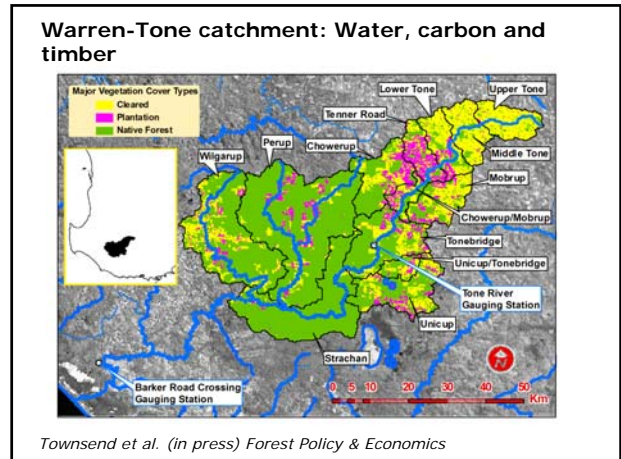 Warren-Tone catchment: Water, carbon and
timber
Major Vegetation Cover Types
Cleared
Plantation
Native Forest
Lower Tone
Upper Tone
Tenner Road
Perup
Chowerup
Wilgarup
Middle Tone
Mobrup
Chowerup/Mobrup
Tonebridge
Unicup/Tonebridge
Tone River
Gauging Station
Unicup
Strachan
Barker Road Crossing
Gauging Station
N
0 5 10 20 30 40 50
Km
Townsend et al. (in press) Forest Policy & Economics